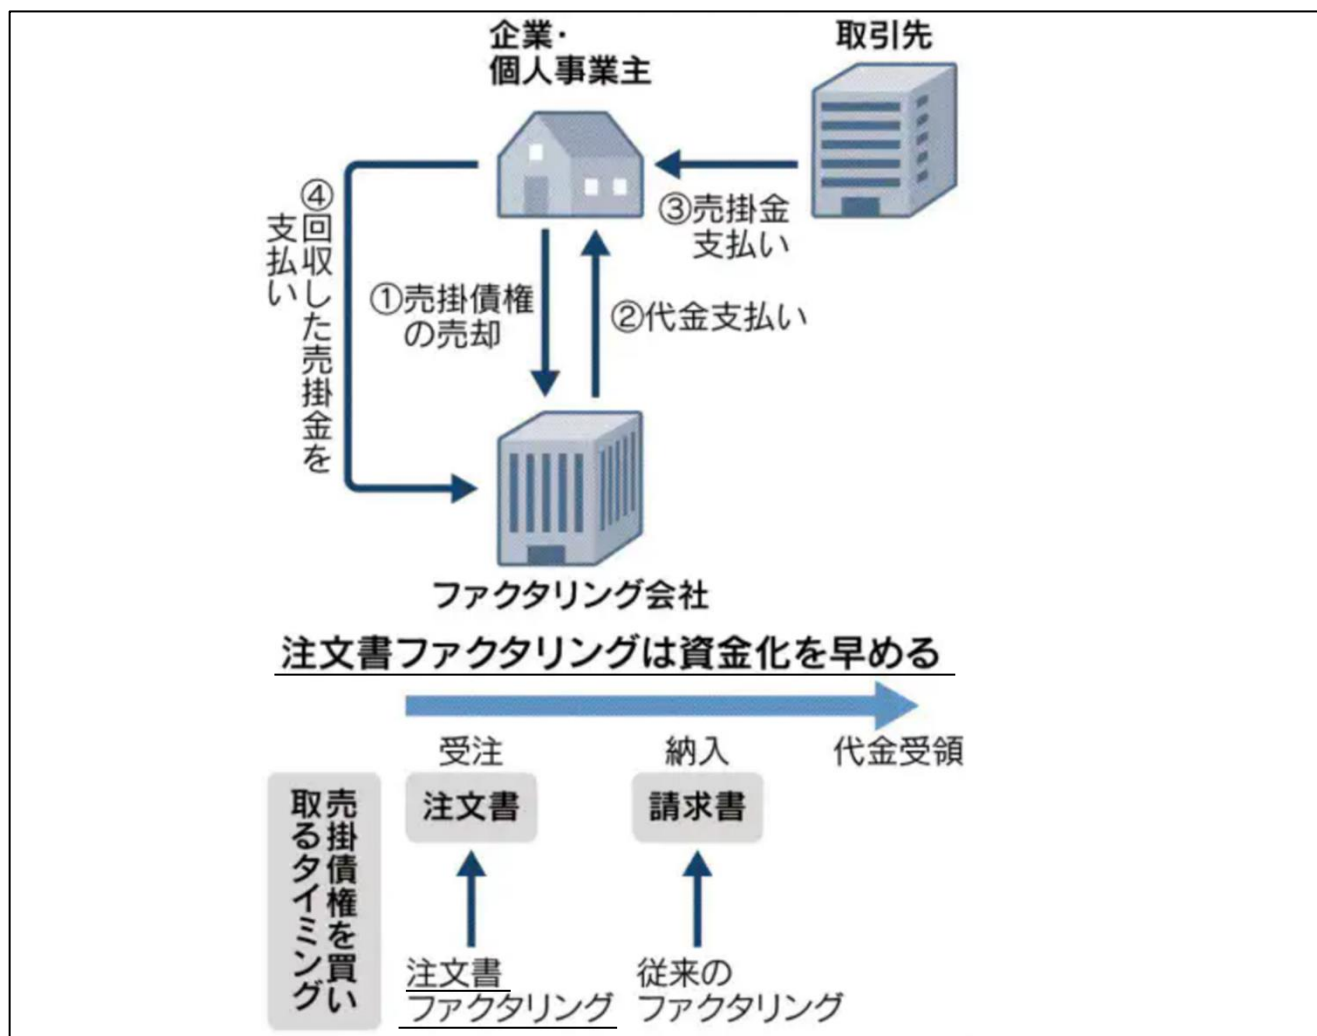 企業・
個人事業主
取引先
③売掛金
支払い
④回収した売掛金を
支払い
①売掛債権
の売却
②代金支払い
ファクタリング会社
注文書ファクタリングは資金化を早める
受注
納入
代金受領
売掛債権を買い
取るタイミング
注文書
請求書
注文書
ファクタリング
従来の
ファクタリング